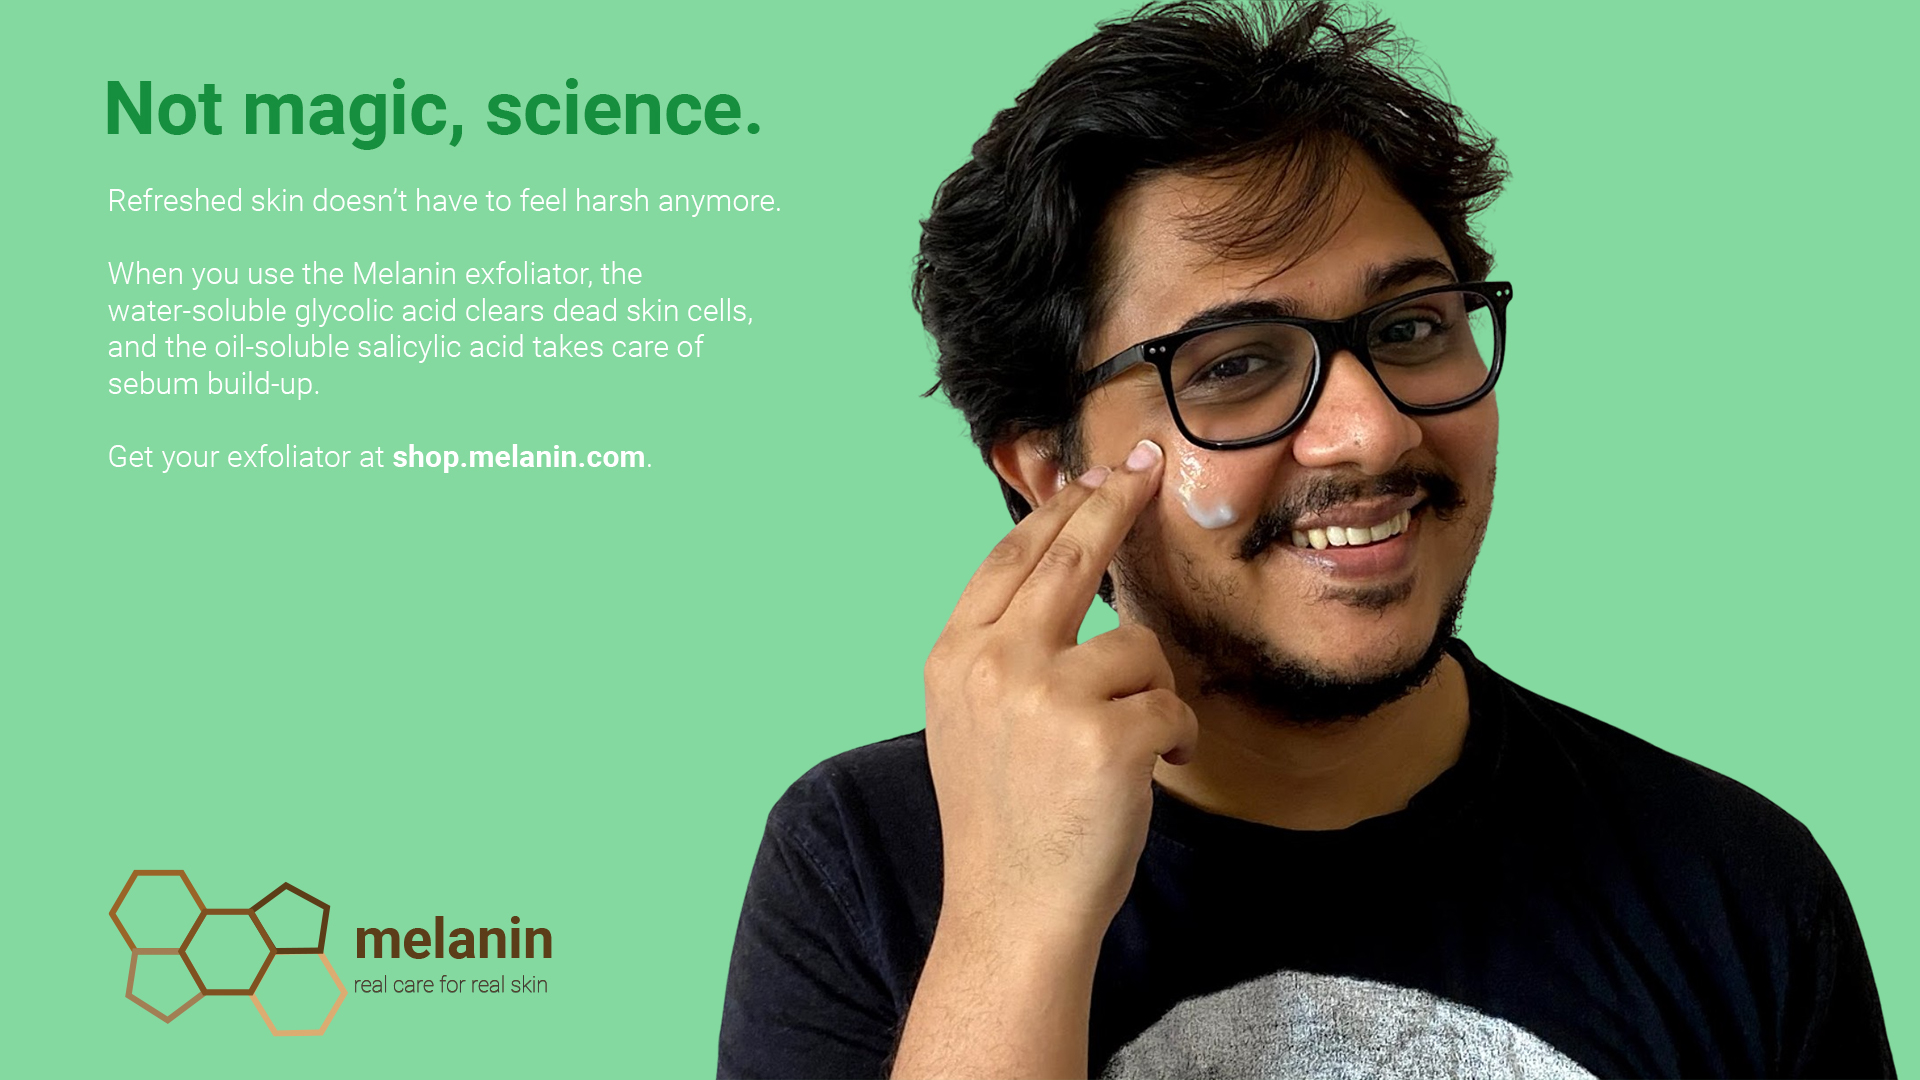 Not magic, science.
Refreshed skin doesn’t have to feel harsh anymore.
When you use the Melanin exfoliator, the
water-soluble glycolic acid clears dead skin cells,
and the oil-soluble salicylic acid takes care of
sebum build-up.
Get your exfoliator at shop.melanin.com.
melanin
real care for real skin